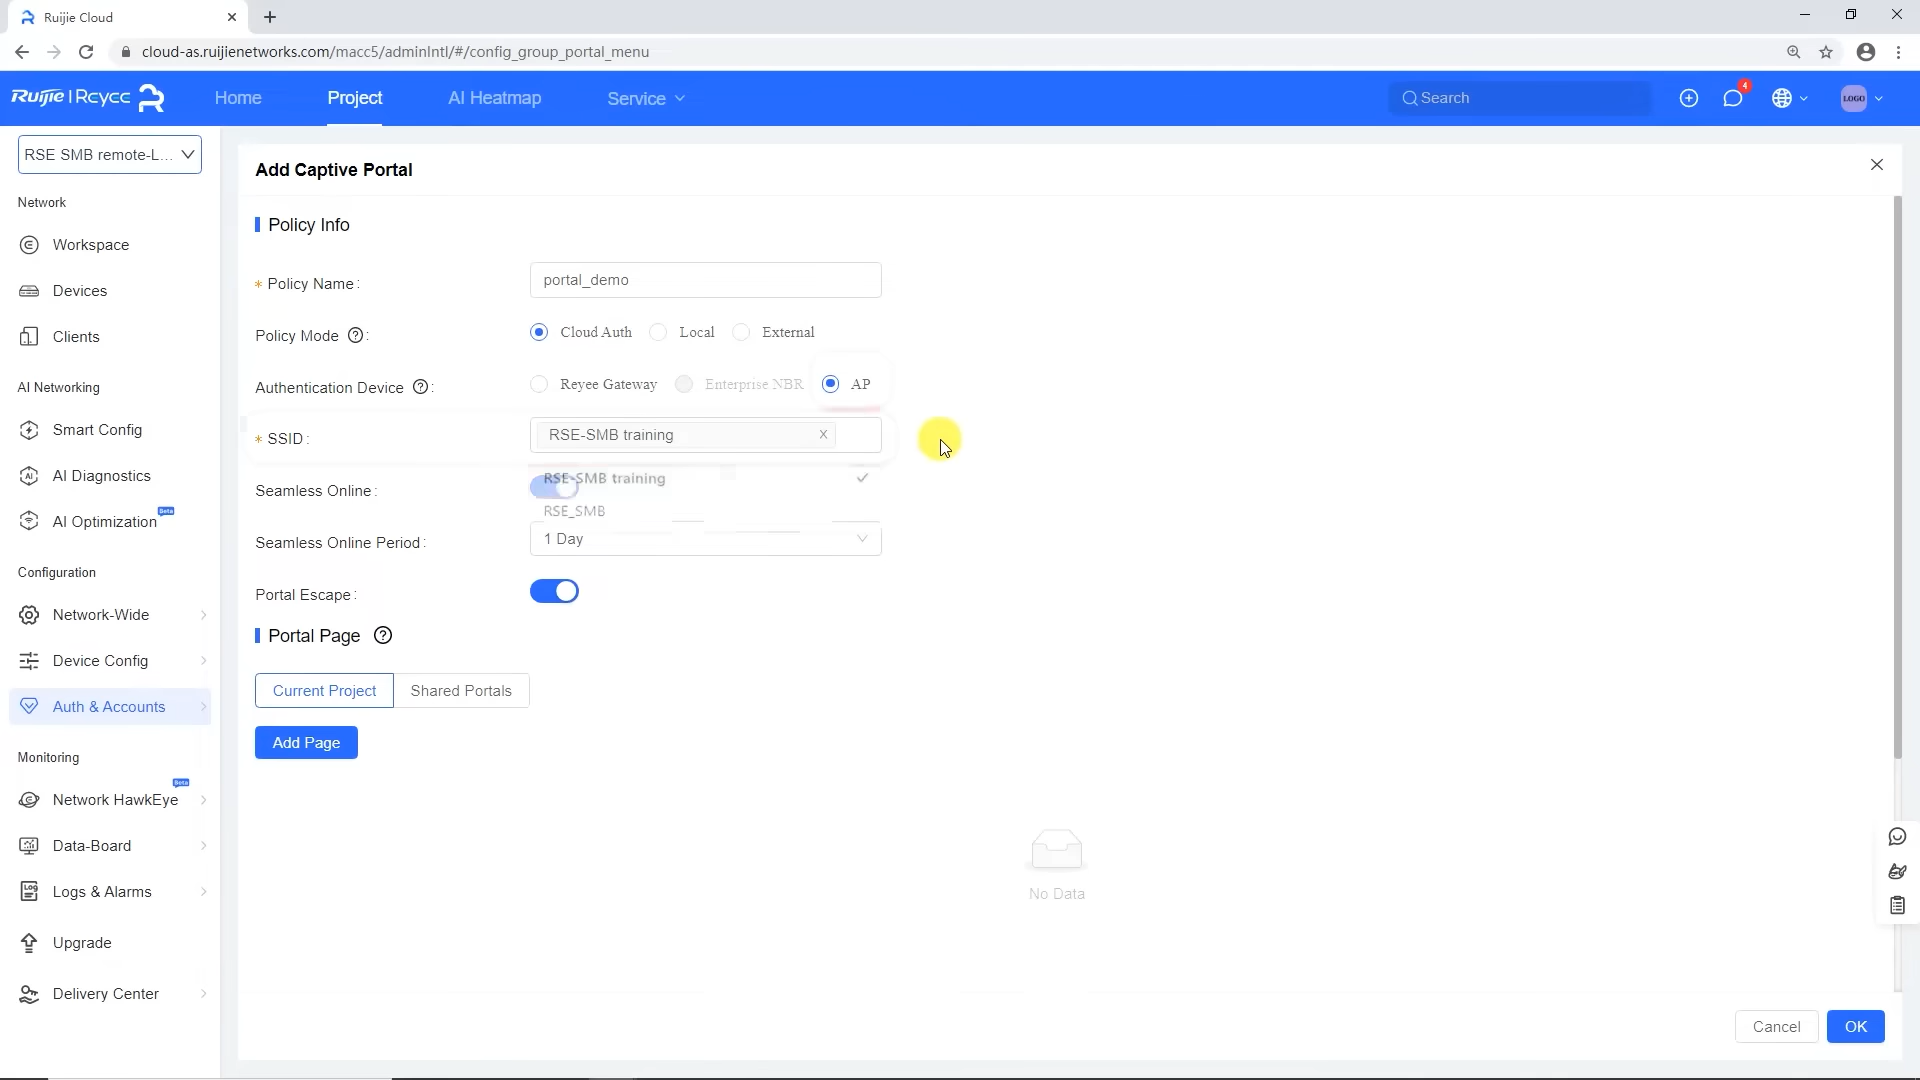 Ruijie Cloud
cloud-as.ruijienetworks.com/macc5/adminIntl/#/config_group_portal_menu
Ruijie | Reyee
Home
Project
AI Heatmap
Service
Search
4
LOGO
RSE SMB remote-L...
Network
Workspace
Devices
Clients
AI Networking
Smart Config
AI Diagnostics
AI Optimization
Beta
Configuration
Network-Wide
Device Config
Auth & Accounts
Monitoring
Beta
Network HawkEye
Data-Board
Logs & Alarms
Upgrade
Delivery Center
Add Captive Portal
Policy Info
* Policy Name:
portal_demo
Policy Mode ?:
Cloud Auth
Local
External
Authentication Device ?:
Reyee Gateway
Enterprise NBR
AP
* SSID:
RSE-SMB training
x
RSE-SMB training
RSE_SMB
Seamless Online:
Seamless Online Period:
1 Day
Portal Escape:
Portal Page ?
Current Project
Shared Portals
Add Page
No Data
Cancel
OK